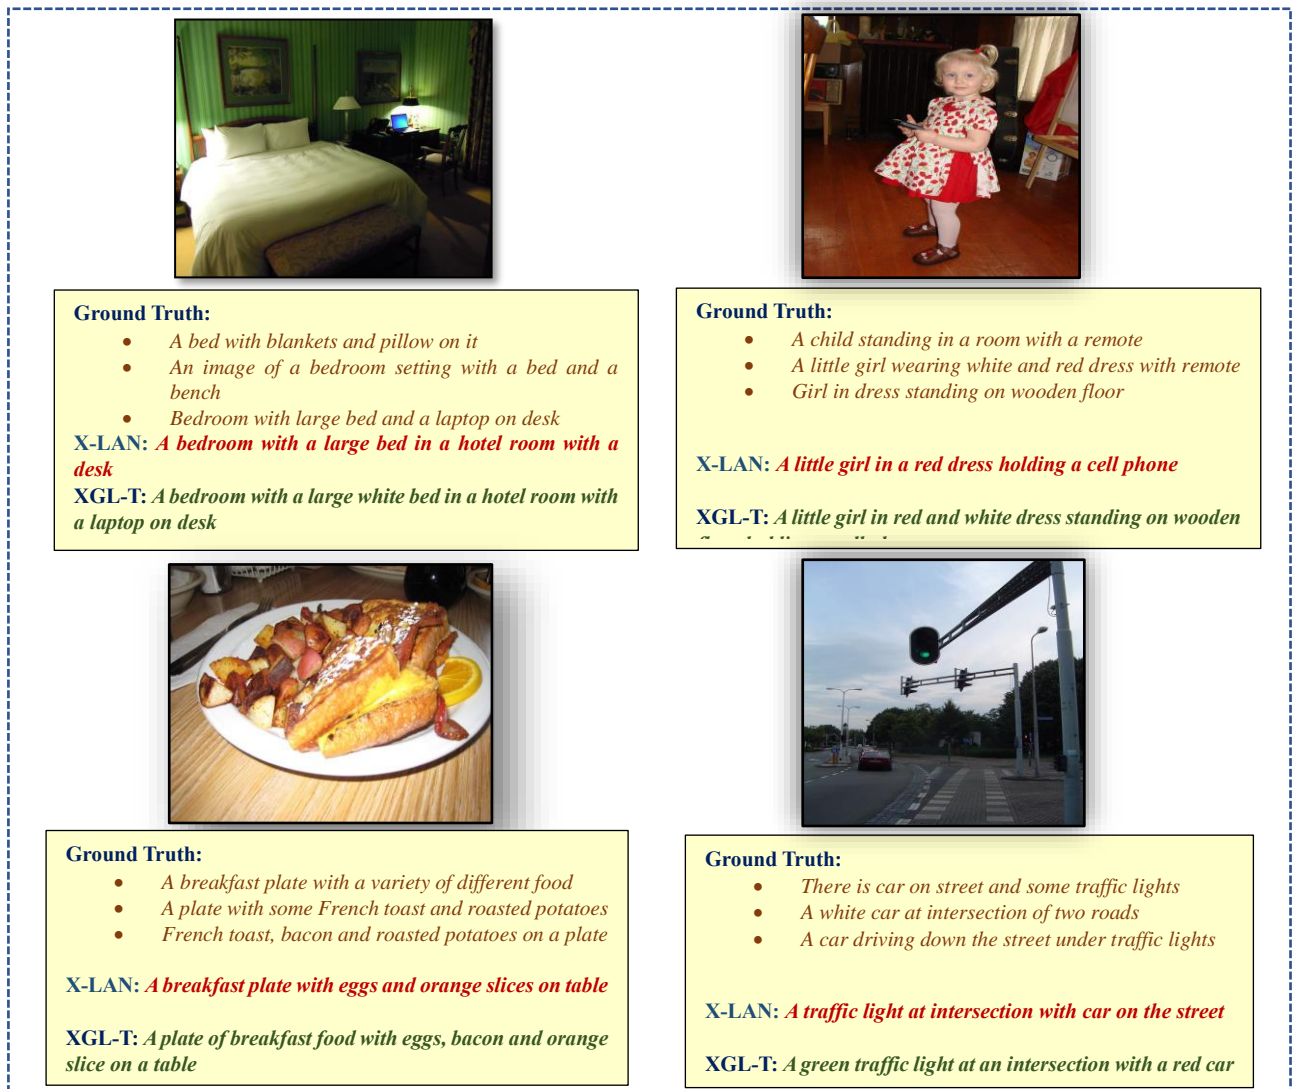 Ground Truth:
• A bed with blankets and pillow on it
• An image of a bedroom setting with a bed and a
bench
• Bedroom with large bed and a laptop on desk
X-LAN: A bedroom with a large bed in a hotel room with a
desk
XGL-T: A bedroom with a large white bed in a hotel room with
a laptop on desk
Ground Truth:
• A child standing in a room with a remote
• A little girl wearing white and red dress with remote
• Girl in dress standing on wooden floor
X-LAN: A little girl in a red dress holding a cell phone
XGL-T: A little girl in red and white dress standing on wooden
Ground Truth:
• A breakfast plate with a variety of different food
• A plate with some French toast and roasted potatoes
• French toast, bacon and roasted potatoes on a plate
X-LAN: A breakfast plate with eggs and orange slices on table
XGL-T: A plate of breakfast food with eggs, bacon and orange
slice on a table
Ground Truth:
• There is car on street and some traffic lights
• A white car at intersection of two roads
• A car driving down the street under traffic lights
X-LAN: A traffic light at intersection with car on the street
XGL-T: A green traffic light at an intersection with a red car